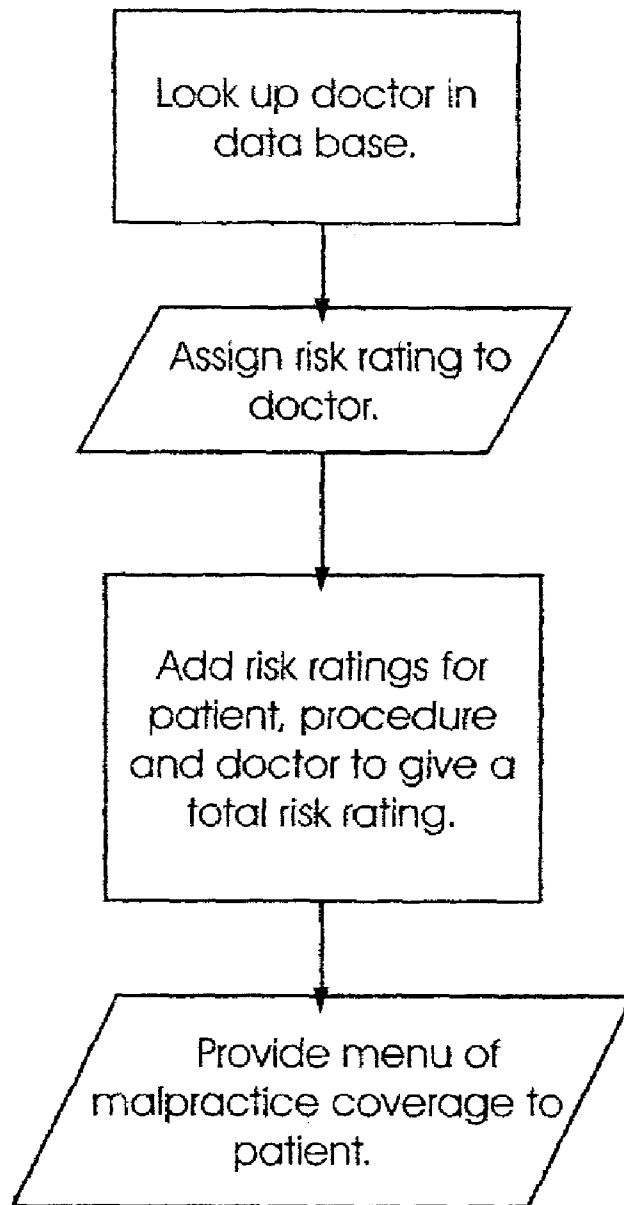 Look up doctor in
data base.
Assign risk rating to
doctor.
Add risk ratings for
patient, procedure
and doctor to give a
total risk rating.
Provide menu of
malpractice coverage to
patient.